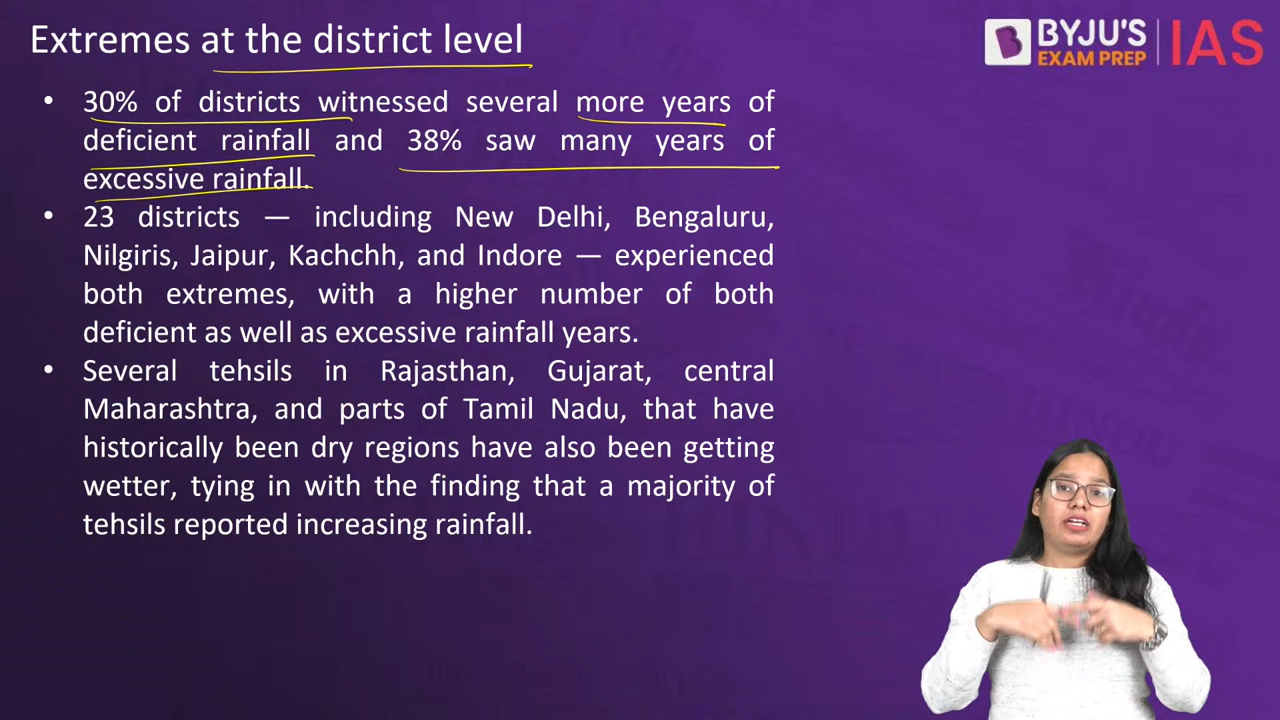 Extremes at the district level
BYJU'S
EXAM PREP
IAS
• 30% of districts witnessed several more years of
deficient rainfall and 38% saw many years of
excessive rainfall.
• 23 districts — including New Delhi, Bengaluru,
Nilgiris, Jaipur, Kachchh, and Indore — experienced
both extremes, with a higher number of both
deficient as well as excessive rainfall years.
• Several tehsils in Rajasthan, Gujarat, central
Maharashtra, and parts of Tamil Nadu, that have
historically been dry regions have also been getting
wetter, tying in with the finding that a majority of
tehsils reported increasing rainfall.